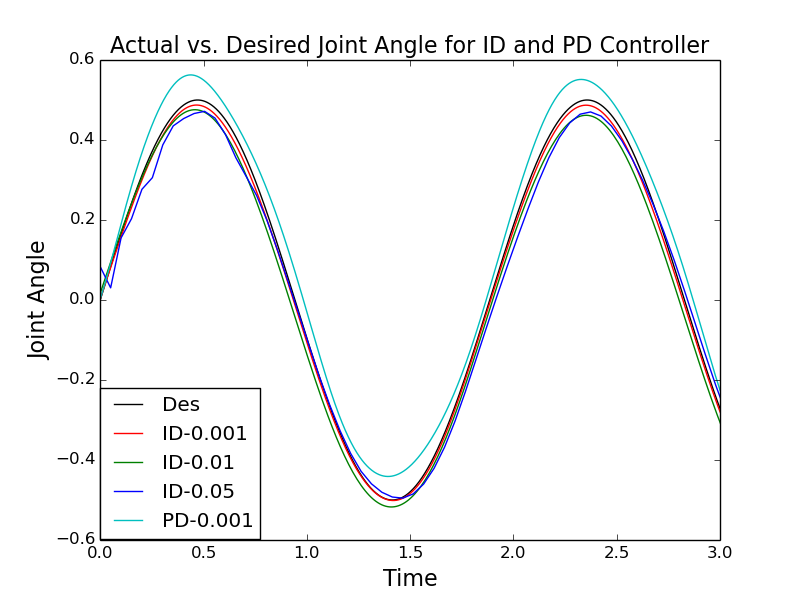 Actual vs. Desired Joint Angle for ID and PD Controller
0.6
0.4
0.2
0.0
−0.2
−0.4
−0.6
Joint Angle
Des
ID-0.001
ID-0.01
ID-0.05
PD-0.001
0.0 0.5 1.0 1.5 2.0 2.5 3.0
Time